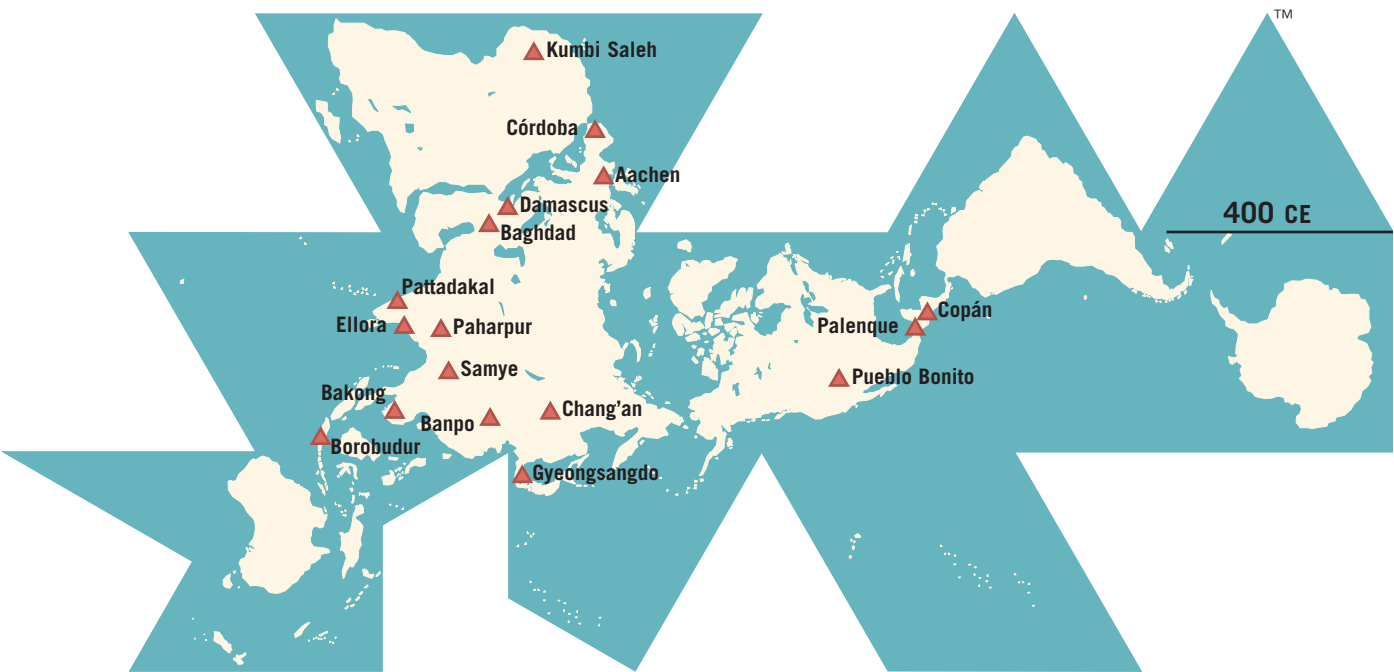 TM
Kumbi Saleh
Córdoba
Aachen
Damascus
400 CE
Baghdad
Pattadakal
Copán
Ellora
Paharpur
Palenque
Samye
Pueblo Bonito
Bakong
Chang'an
Banpo
Borobudur
Gyeongsangdo